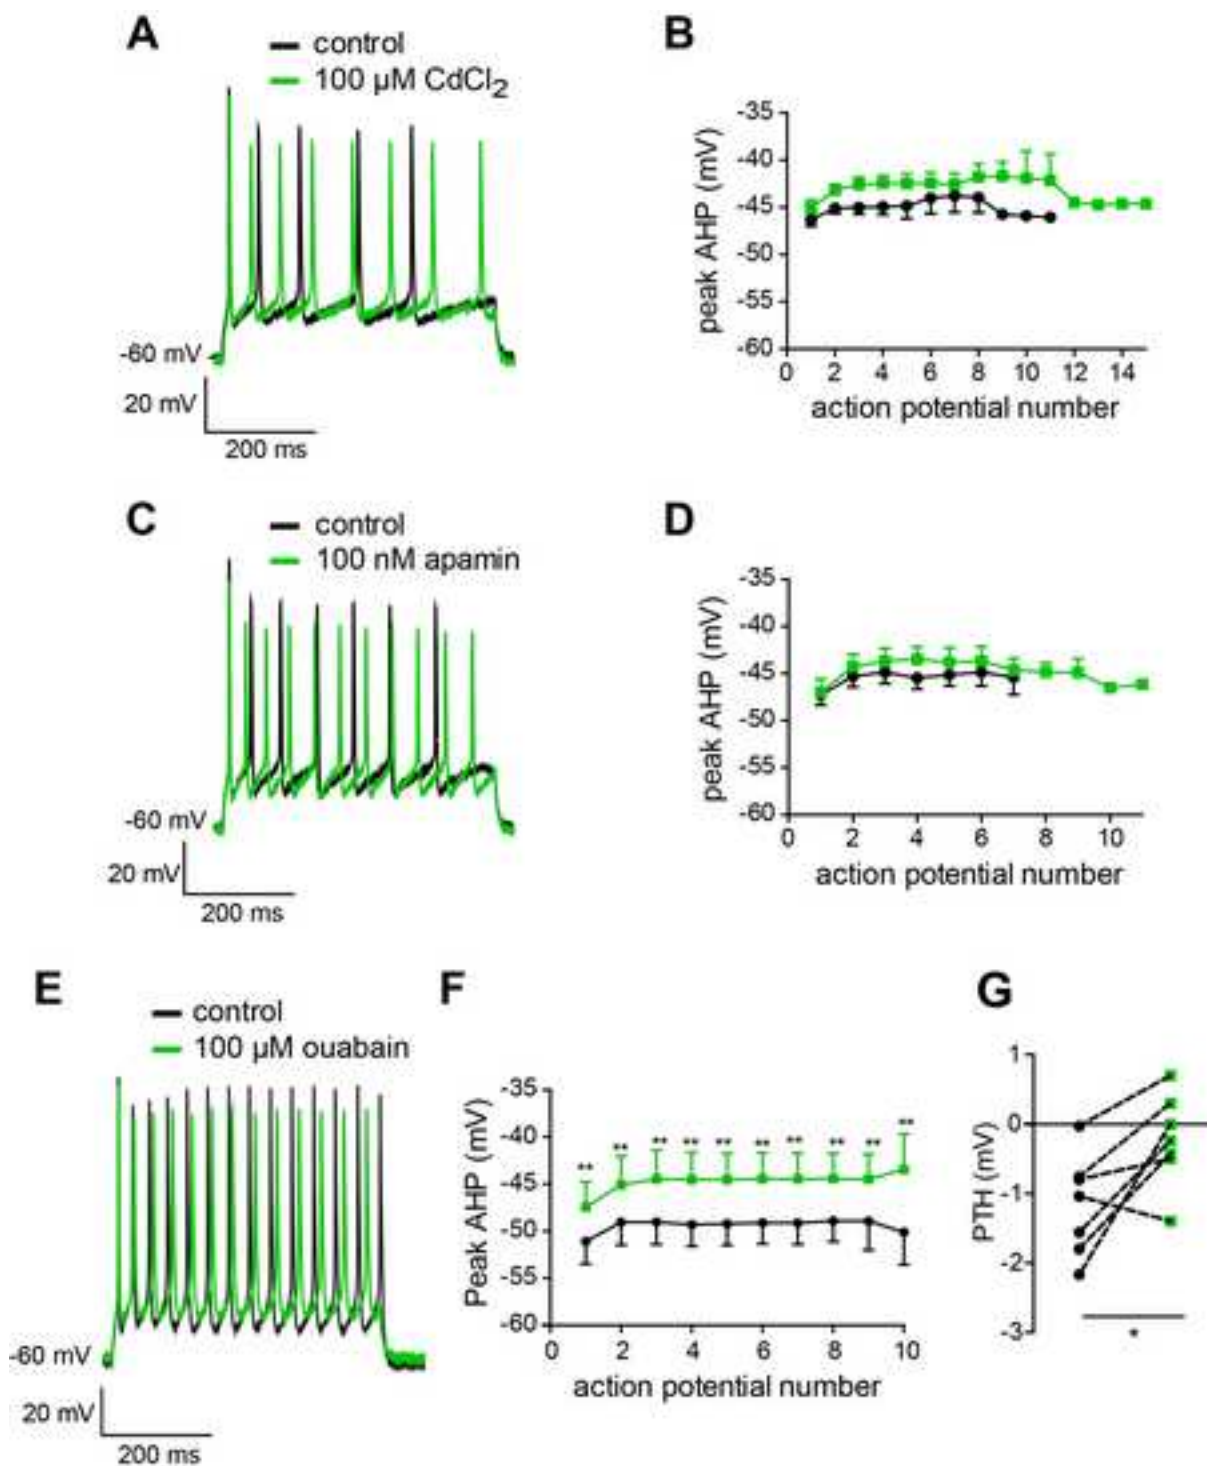 A
control
100 µM CdCl2
-60 mV
20 mV
200 ms
B
peak AHP (mV)
-35
-40
-45
-50
-55
-60
0 2 4 6 8 10 12 14
action potential number
C
control
100 nM apamin
-60 mV
20 mV
200 ms
D
peak AHP (mV)
-35
-40
-45
-50
-55
-60
0 2 4 6 8 10
action potential number
E
control
100 µM ouabain
-60 mV
20 mV
200 ms
F
Peak AHP (mV)
-35
-40
-45
-50
-55
-60
** ** ** ** ** ** ** ** ** **
0 2 4 6 8 10
action potential number
G
PTH (mV)
1
0
-1
-2
-3
*